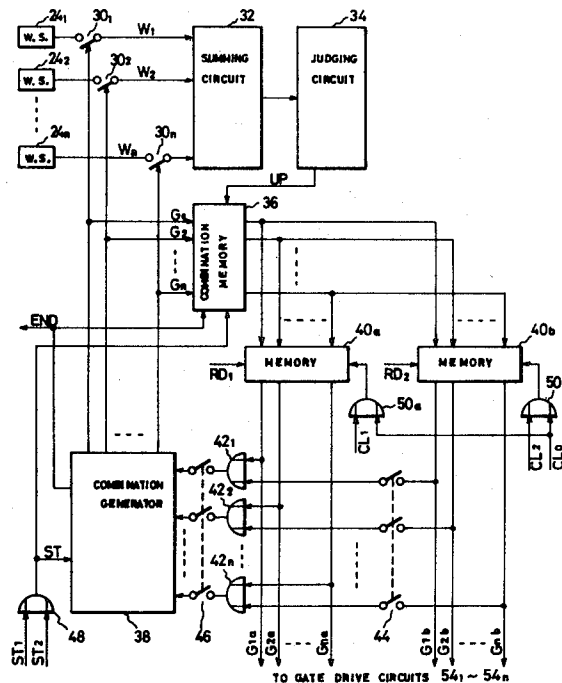 24₁ 30₁ W₁ 32 34
W. S.
24₂ 30₂ W₂
W. S.
SUMMING
CIRCUIT
JUDGING
CIRCUIT
24n 30n
W. S. Wn
UP
36
G₁
G₂
Gn
COMBINATION
MEMORY
END
40a 40b
MEMORY MEMORY
RD₁ RD₂
50a 50
CL₁ CL₂ CL₀
42₁
COMBINATION
GENERATOR
42₂
ST
42n
48 38 46 44
ST₁ ST₂
G1a G2a Gna G1b G2b Gnb
TO GATE DRIVE CIRCUITS 54₁ ~ 54n